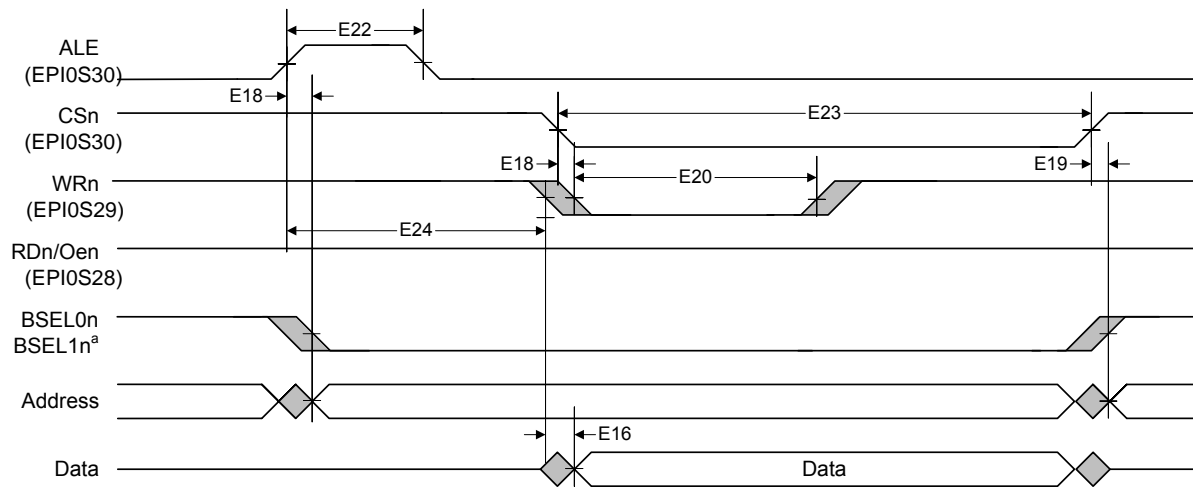 E22
ALE
(EPI0S30)
E18
CSn
(EPI0S30)
E23
E18
E20
E19
WRn
(EPI0S29)
E24
RDn/Oen
(EPI0S28)
BSEL0n
BSEL1nᵃ
Address
E16
Data
Data